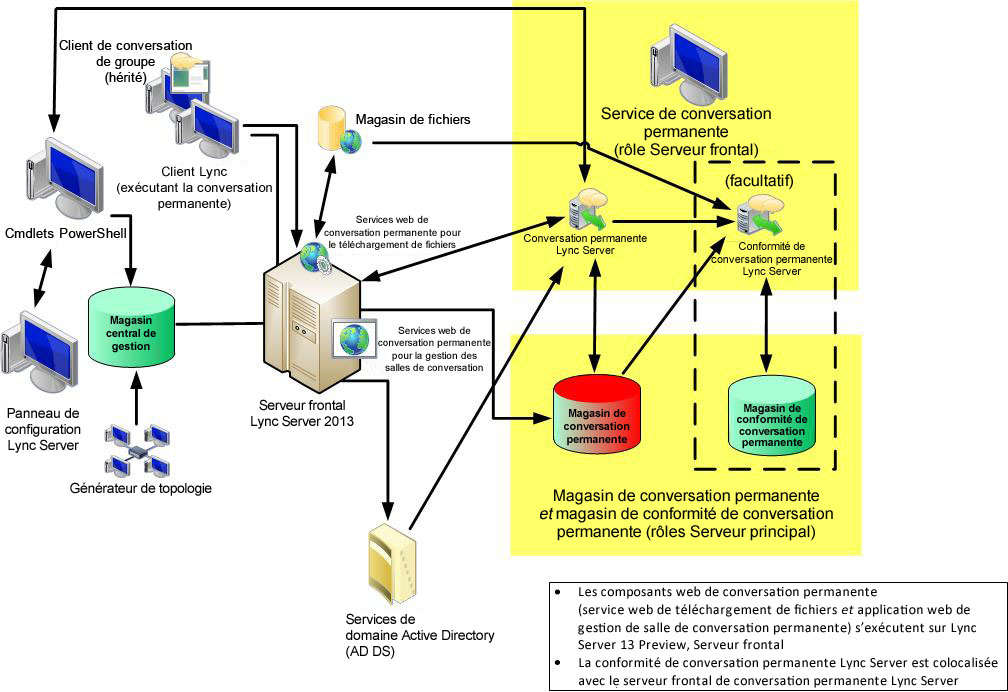 Client de conversation
de groupe
(hérité)
Service de conversation
permanente
(rôle Serveur frontal)
Magasin de fichiers
Client Lync
(exécutant la conversation
permanente)
(facultatif)
Cmdlets PowerShell
Services web de
conversation permanente pour
le téléchargement de fichiers
Conversation permanente
Lync Server
Conformité de
conversation permanente
Lync Server
Magasin
central de
gestion
Services web de
conversation permanente
pour la gestion des
salles de conversation
Serveur frontal
Lync Server 2013
Panneau de
configuration
Lync Server
Magasin de
conversation
permanente
Magasin de
conformité de
conversation
permanente
Générateur de topologie
Magasin de conversation permanente
et magasin de conformité de conversation
permanente (rôles Serveur principal)
Services de
domaine Active Directory
(AD DS)
• Les composants web de conversation permanente
(service web de téléchargement de fichiers et application web de
gestion de salle de conversation permanente) s’exécutent sur Lync
Server 13 Preview, Serveur frontal
• La conformité de conversation permanente Lync Server est colocalisée
avec le serveur frontal de conversation permanente Lync Server